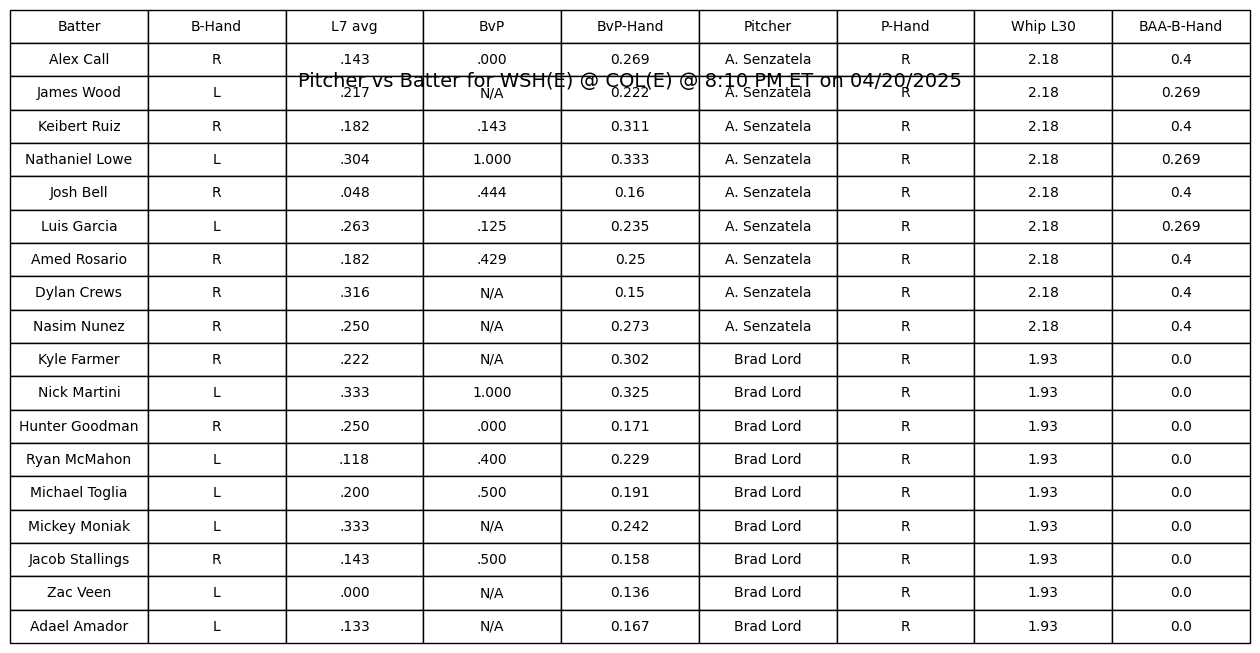 Batter B-Hand L7 avg BvP BvP-Hand Pitcher P-Hand Whip L30 BAA-B-Hand
Alex Call R .143 .000 0.269 A. Senzatela R 2.18 0.4
Pitcher vs Batter for WSH(E) @ COL(E) @ 8:10 PM ET on 04/20/2025
James Wood L .217 N/A 0.222 A. Senzatela R 2.18 0.269
Keibert Ruiz R .182 .143 0.311 A. Senzatela R 2.18 0.4
Nathaniel Lowe L .304 1.000 0.333 A. Senzatela R 2.18 0.269
Josh Bell R .048 .444 0.16 A. Senzatela R 2.18 0.4
Luis Garcia L .263 .125 0.235 A. Senzatela R 2.18 0.269
Amed Rosario R .182 .429 0.25 A. Senzatela R 2.18 0.4
Dylan Crews R .316 N/A 0.15 A. Senzatela R 2.18 0.4
Nasim Nunez R .250 N/A 0.273 A. Senzatela R 2.18 0.4
Kyle Farmer R .222 N/A 0.302 Brad Lord R 1.93 0.0
Nick Martini L .333 1.000 0.325 Brad Lord R 1.93 0.0
Hunter Goodman R .250 .000 0.171 Brad Lord R 1.93 0.0
Ryan McMahon L .118 .400 0.229 Brad Lord R 1.93 0.0
Michael Toglia L .200 .500 0.191 Brad Lord R 1.93 0.0
Mickey Moniak L .333 N/A 0.242 Brad Lord R 1.93 0.0
Jacob Stallings R .143 .500 0.158 Brad Lord R 1.93 0.0
Zac Veen L .000 N/A 0.136 Brad Lord R 1.93 0.0
Adael Amador L .133 N/A 0.167 Brad Lord R 1.93 0.0